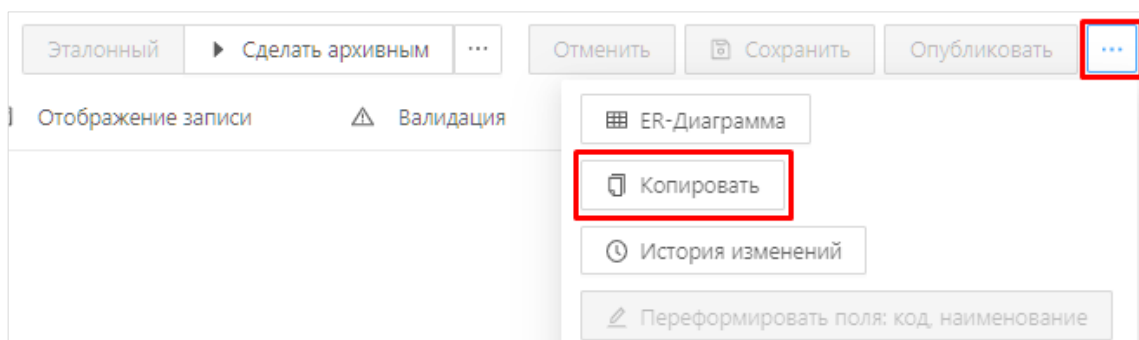 Эталонный Сделать архивным ... Отменить Сохранить Опубликовать ...
Отображение записи Валидация
ER-Диаграмма
Копировать
История изменений
Переформировать поля: код, наименование